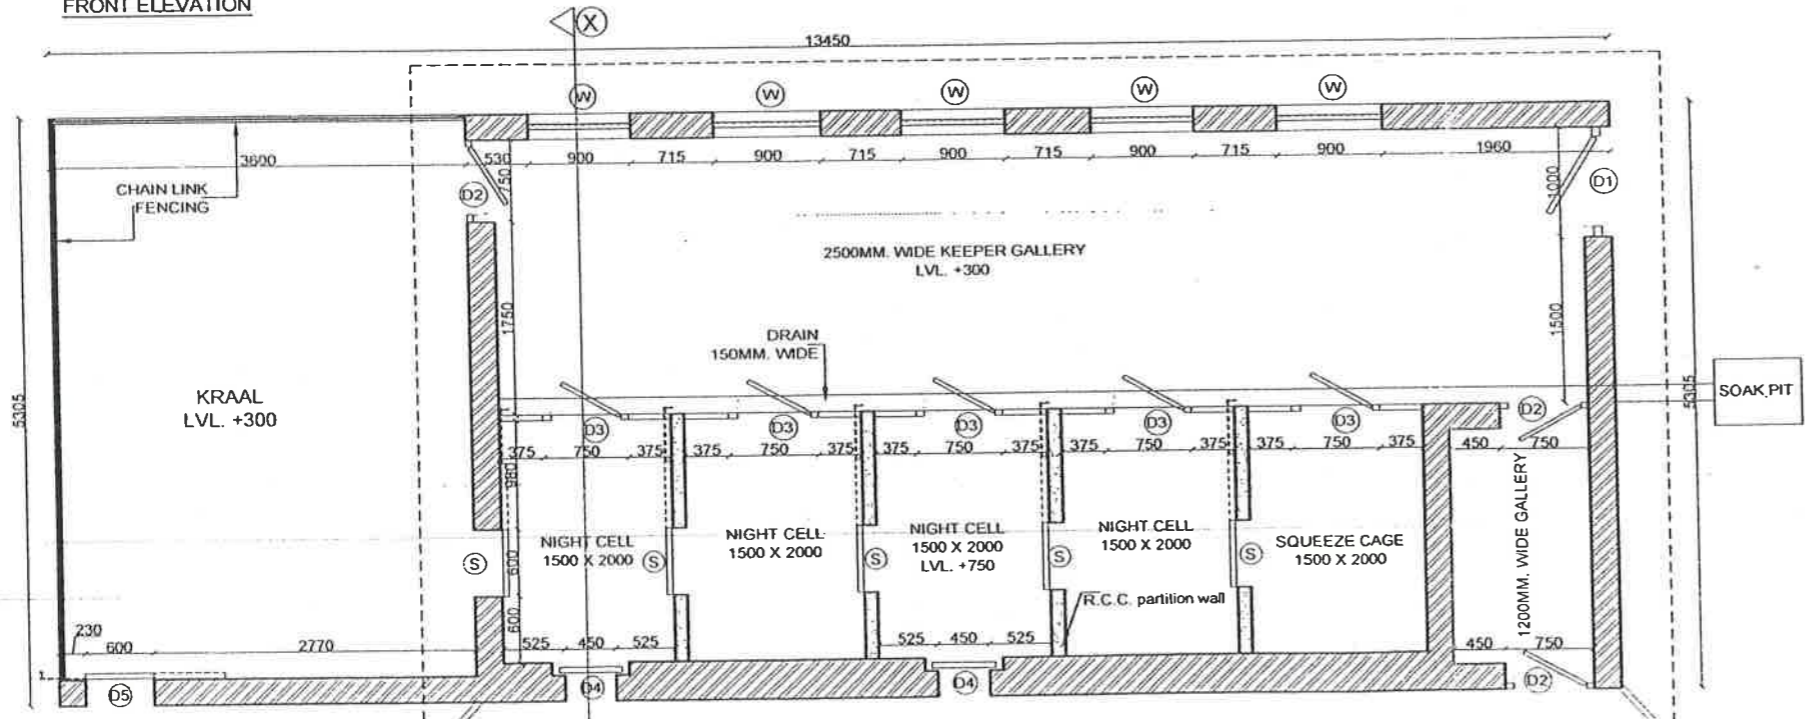 FRONT ELEVATION
X
13450
W W W W W
3600 530 900 715 900 715 900 715 900 715 900 1960
CHAIN LINK
FENCING
D2
750
1000
D1
2500MM. WIDE KEEPER GALLERY
LVL. +300
1750
1500
DRAIN
150MM. WIDE
KRAAL
LVL. +300
5305
5305
SOAK PIT
D3 D3 D3 D3 D3 D2
375 750 375 375 750 375 375 750 375 375 750 375 375 750 375 450 750
980
NIGHT CELL
1500 X 2000
NIGHT CELL
1500 X 2000
NIGHT CELL
1500 X 2000
LVL. +750
NIGHT CELL
1500 X 2000
SQUEEZE CAGE
1500 X 2000
1200MM. WIDE GALLERY
S S S S S
600
600
R.C.C. partition wall
230
600 2770 525 450 525 525 450 525 450 750
D5 D4 D4 D2